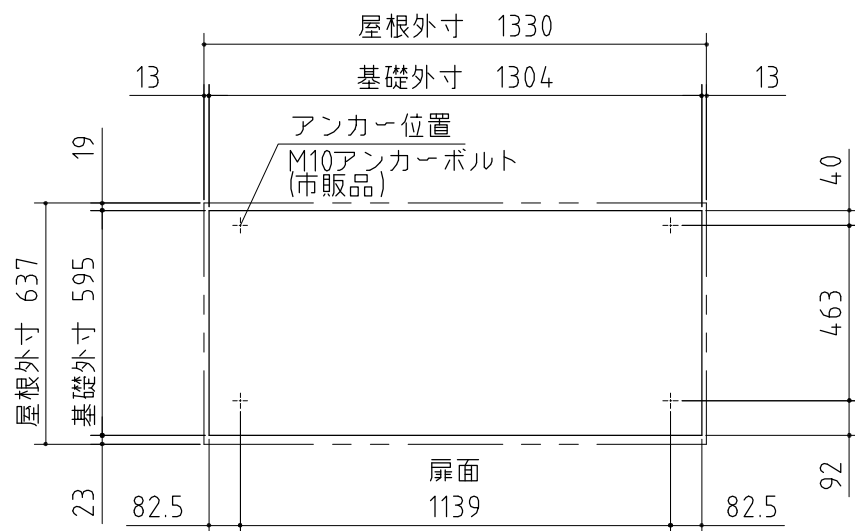 屋根外寸 1330
13
基礎外寸 1304
13
アンカー位置
M10アンカーボルト
(市販品)
19
40
屋根外寸 637
基礎外寸 595
463
扉面
23
82.5
1139
82.5
92